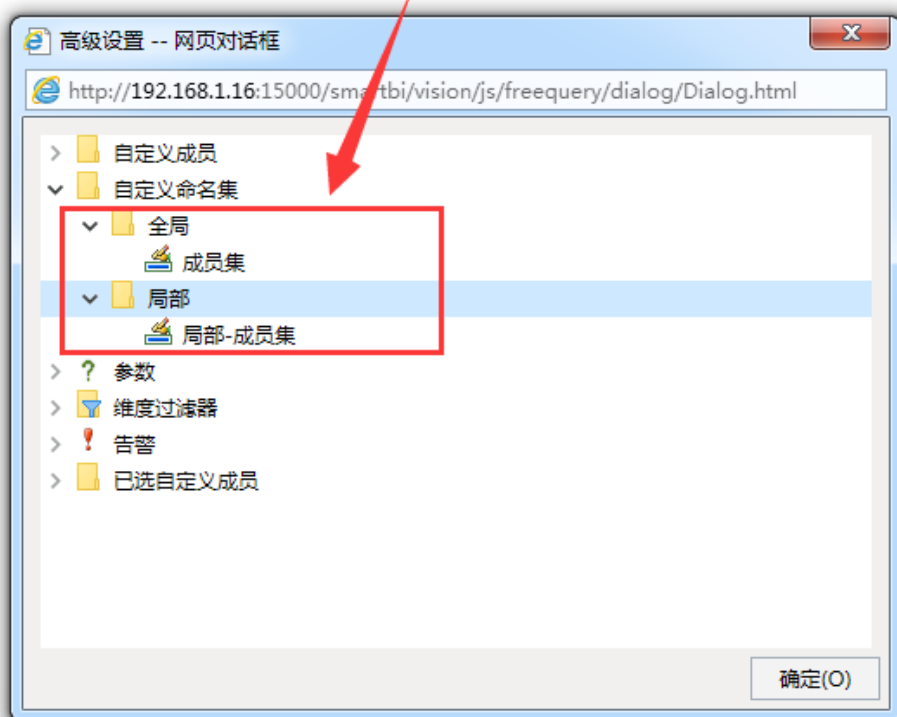 高级设置 -- 网页对话框
http://192.168.1.16:15000/smartbi/vision/js/freequery/dialog/Dialog.html
自定义成员
自定义命名集
全局
成员集
局部
局部-成员集
参数
维度过滤器
告警
已选自定义成员
确定(O)